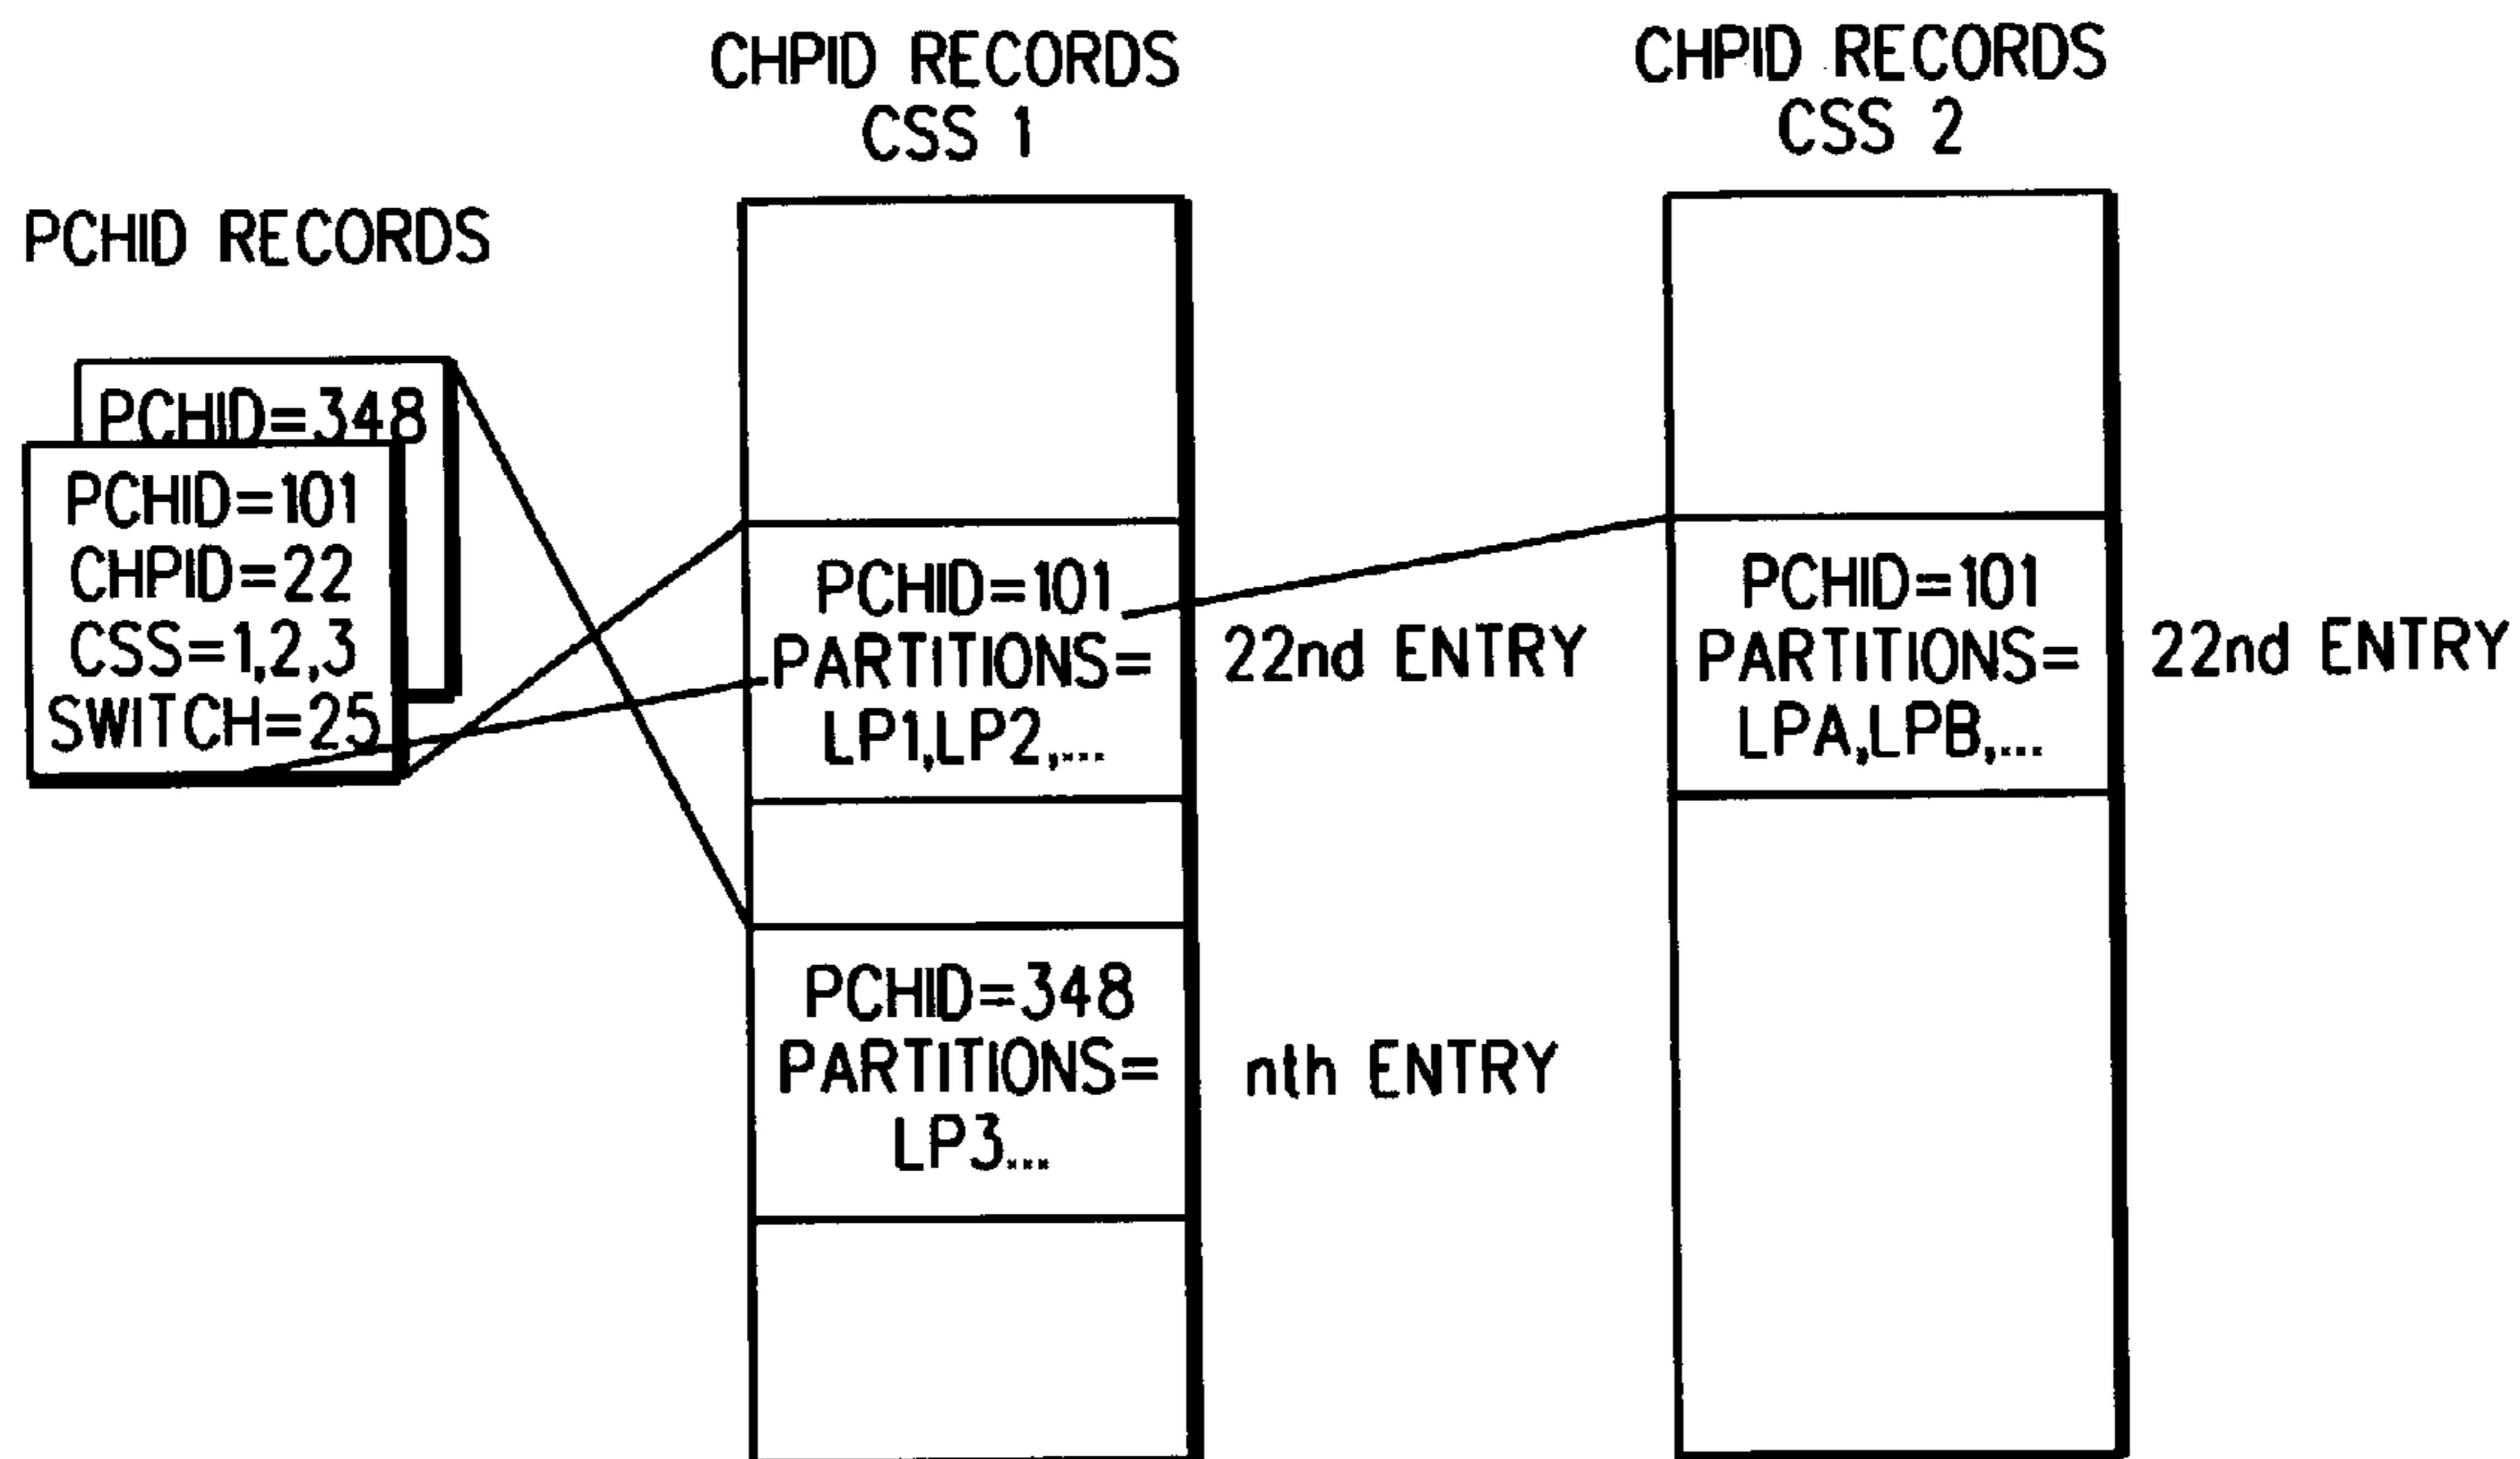 PCHID RECORDS
PCHID=348
PCHID=101
CHPID=22
CSS=1,2,3
SWITCH=25
CHPID RECORDS
CSS 1
PCHID=101
PARTITIONS=
LP1,LP2,...
22nd ENTRY
PCHID=348
PARTITIONS=
LP3...
nth ENTRY
CHPID RECORDS
CSS 2
PCHID=101
PARTITIONS=
LPA,LPB,...
22nd ENTRY